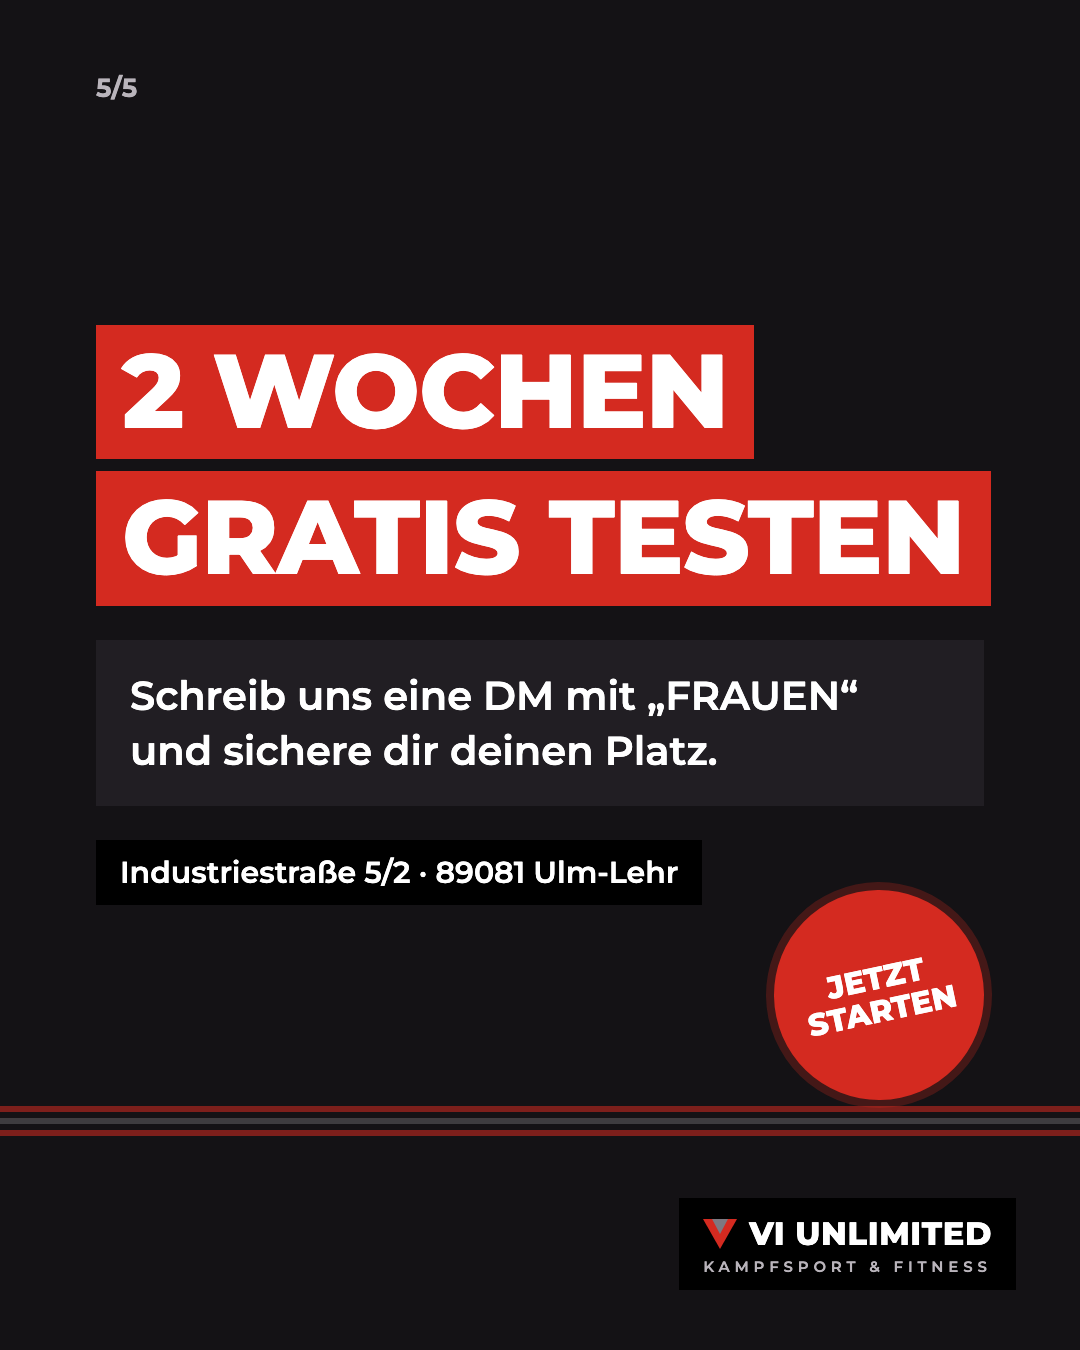 5/5
2 WOCHEN
GRATIS TESTEN
Schreib uns eine DM mit „FRAUEN“
und sichere dir deinen Platz.
Industriestraße 5/2 · 89081 Ulm-Lehr
JETZT
STARTEN
VI UNLIMITED
KAMPFSPORT & FITNESS